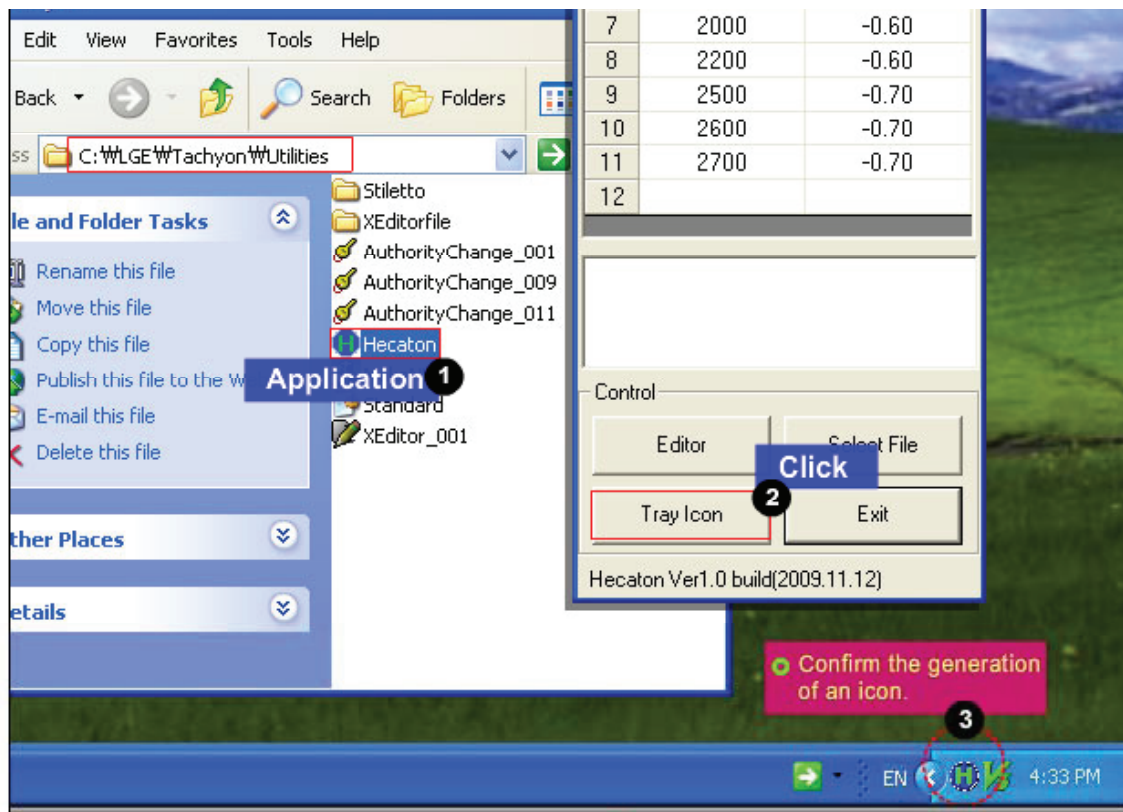 Edit View Favorites Tools Help
Back Search Folders
ss C:₩LGE₩Tachyon₩Utilities
le and Folder Tasks
Rename this file
Move this file
Copy this file
Publish this file to the W
E-mail this file
Delete this file
ther Places
etails
Stiletto
XEditorfile
AuthorityChange_001
AuthorityChange_009
AuthorityChange_011
Hecaton
Application 1
Standard
XEditor_001
7 2000 -0.60
8 2200 -0.60
9 2500 -0.70
10 2600 -0.70
11 2700 -0.70
12
Control
Editor Select File
Click
2
Tray Icon Exit
Hecaton Ver1.0 build(2009.11.12)
Confirm the generation
of an icon.
3
EN H 4:33 PM